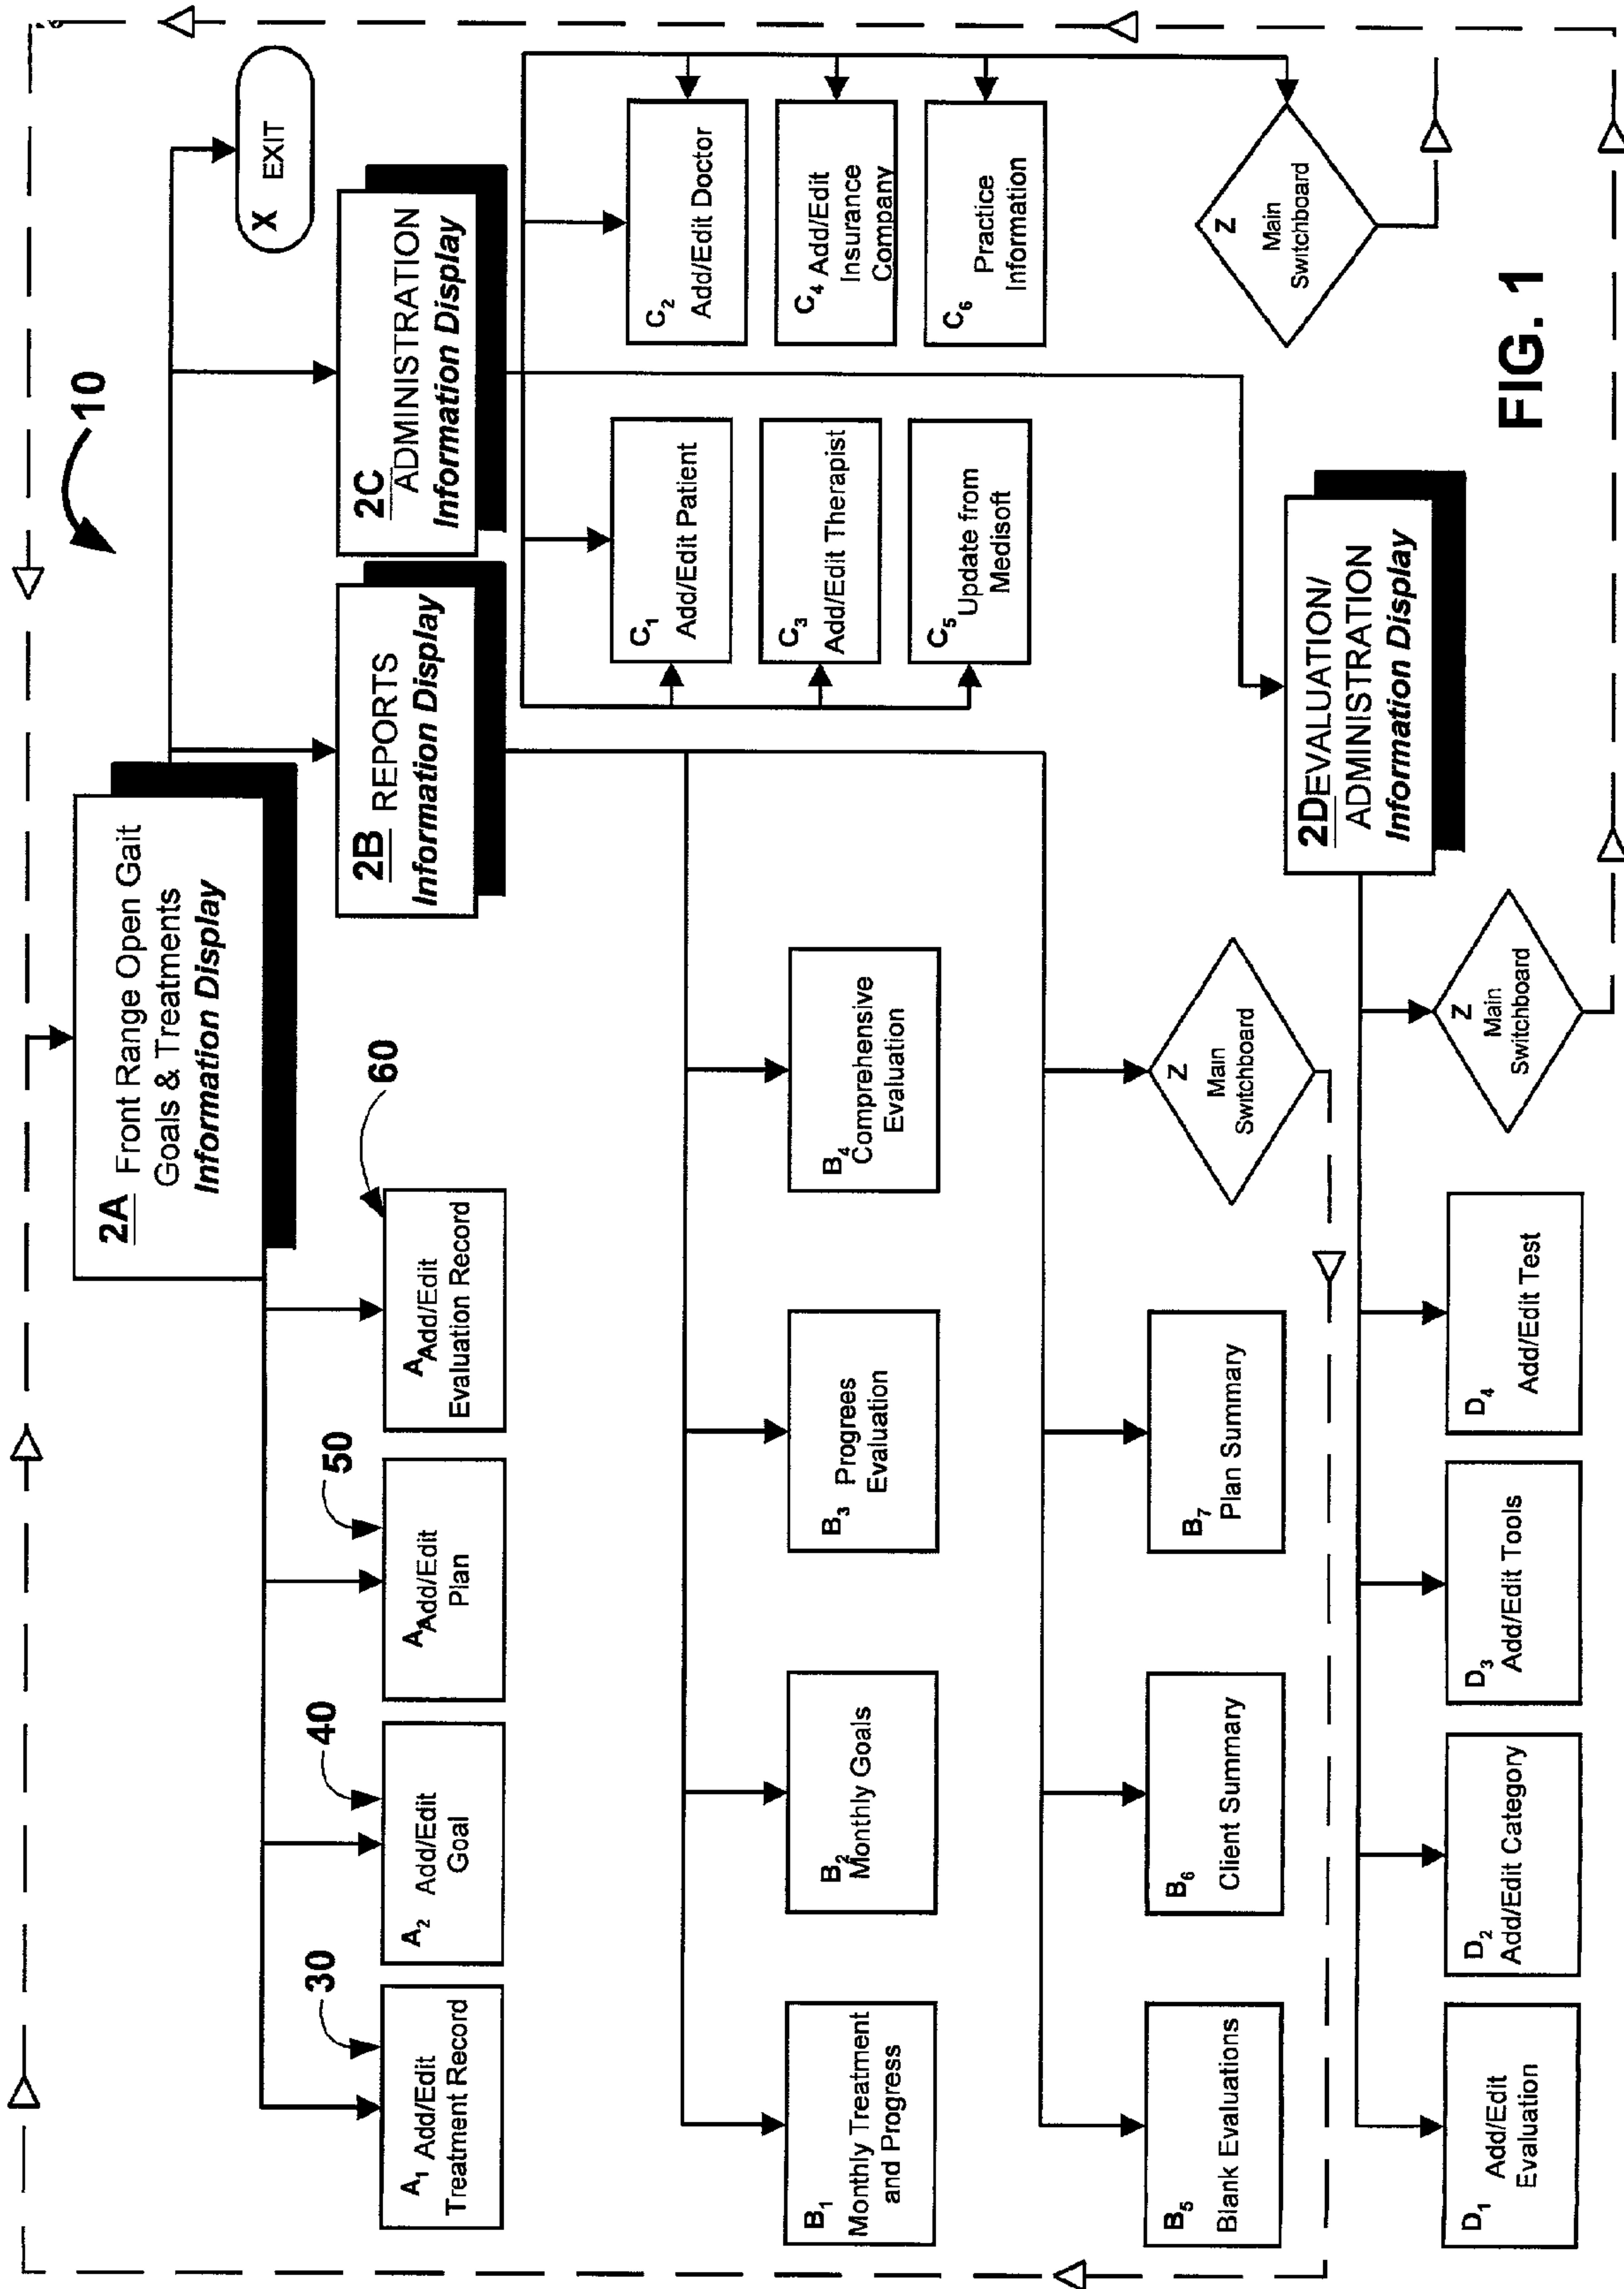 10
2A Front Range Open Gait
Goals & Treatments
Information Display
X EXIT
2B REPORTS
Information Display
2C
ADMINISTRATION
Information Display
30
A1 Add/Edit
Treatment Record
40
A2 Add/Edit
Goal
50
A Add/Edit
Plan
60
A Add/Edit
Evaluation Record
C1
Add/Edit Patient
C2
Add/Edit Doctor
C3
Add/Edit Therapist
C4 Add/Edit
Insurance
Company
C5 Update from
Medisoft
C6
Practice
Information
B1
Monthly Treatment
and Progress
B2
Monthly Goals
B3 Progrees
Evaluation
B4
Comprehensive
Evaluation
B5
Blank Evaluations
B6
Client Summary
B7
Plan Summary
Z
Main
Switchboard
Z
Main
Switchboard
2D EVALUATION/
ADMINISTRATION
Information Display
D1
Add/Edit
Evaluation
D2
Add/Edit Category
D3
Add/Edit Tools
D4
Add/Edit Test
Z
Main
Switchboard
FIG. 1